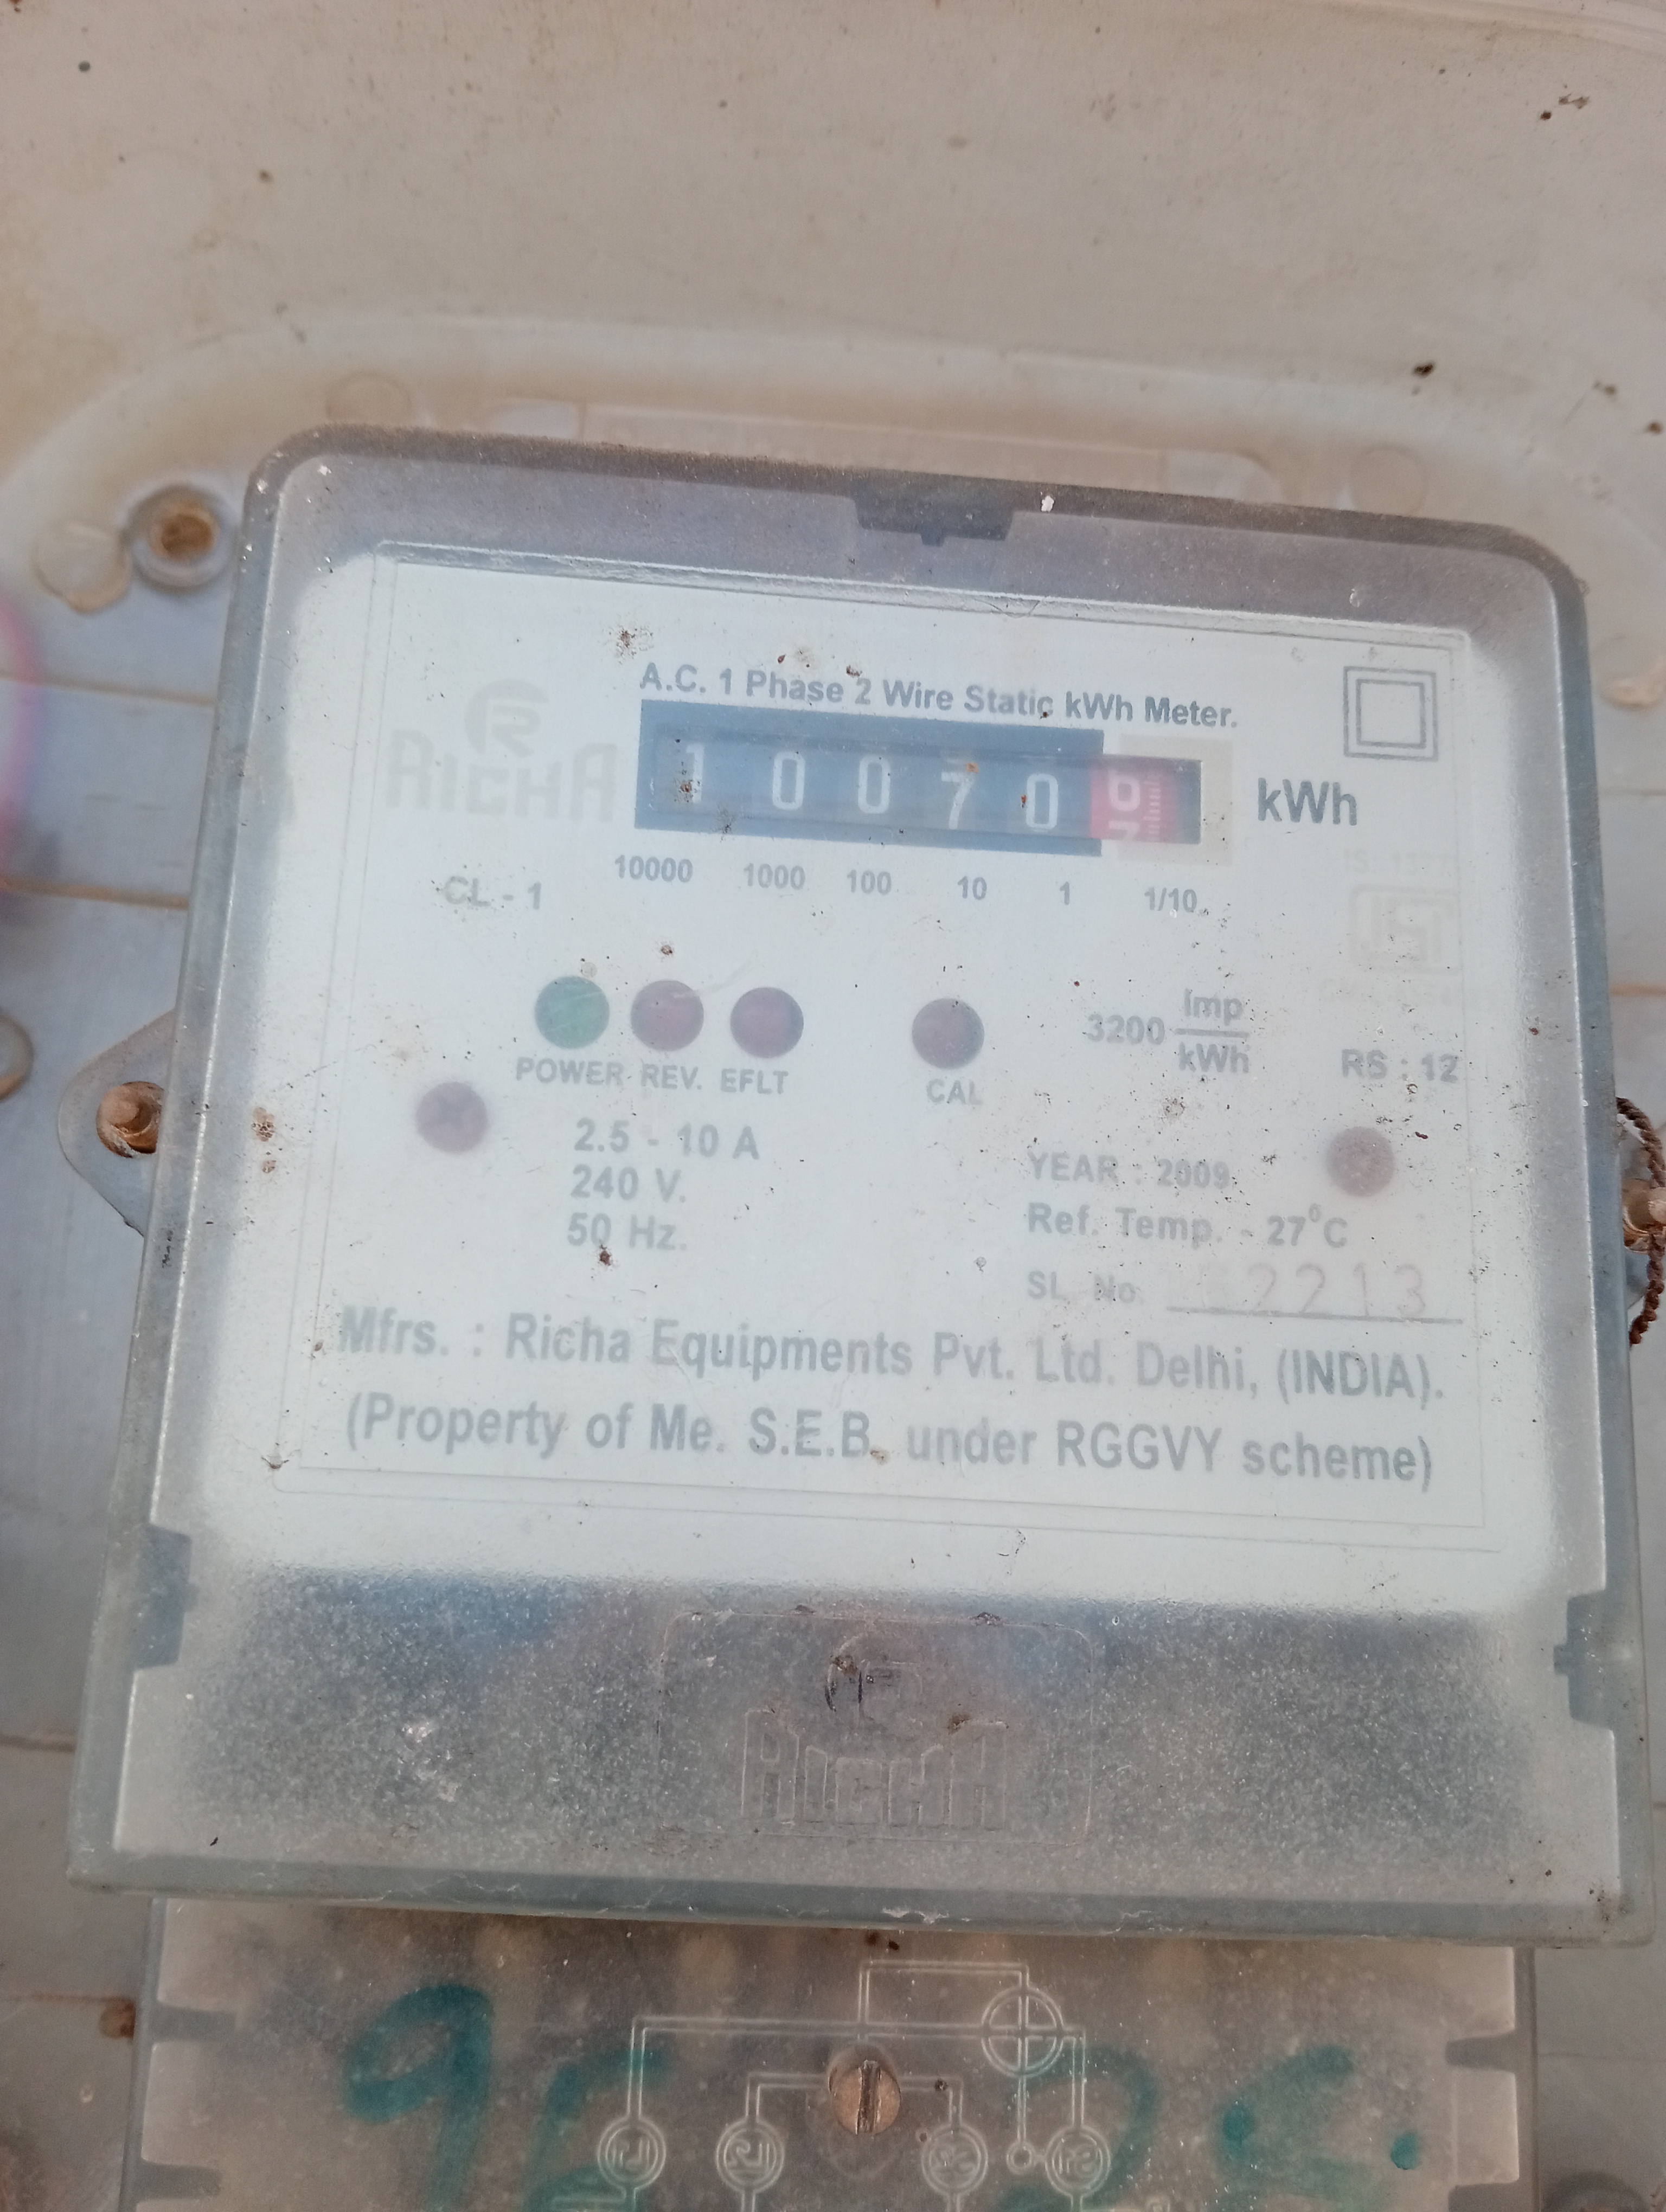 A.C. 1 Phase 2 Wire Static kWh Meter.
RICHA
1 0 0 7 0 6 kWh
10000 1000 100 10 1 1/10
CL - 1
3200 Imp
kWh
POWER REV. EFLT CAL
RS : 12
2.5 - 10 A
240 V.
50 Hz.
YEAR : 2009
Ref. Temp. - 27°C
SL. No.
Mfrs. : Richa Equipments Pvt. Ltd. Delhi, (INDIA).
(Property of Me. S.E.B. under RGGVY scheme)
RICHA